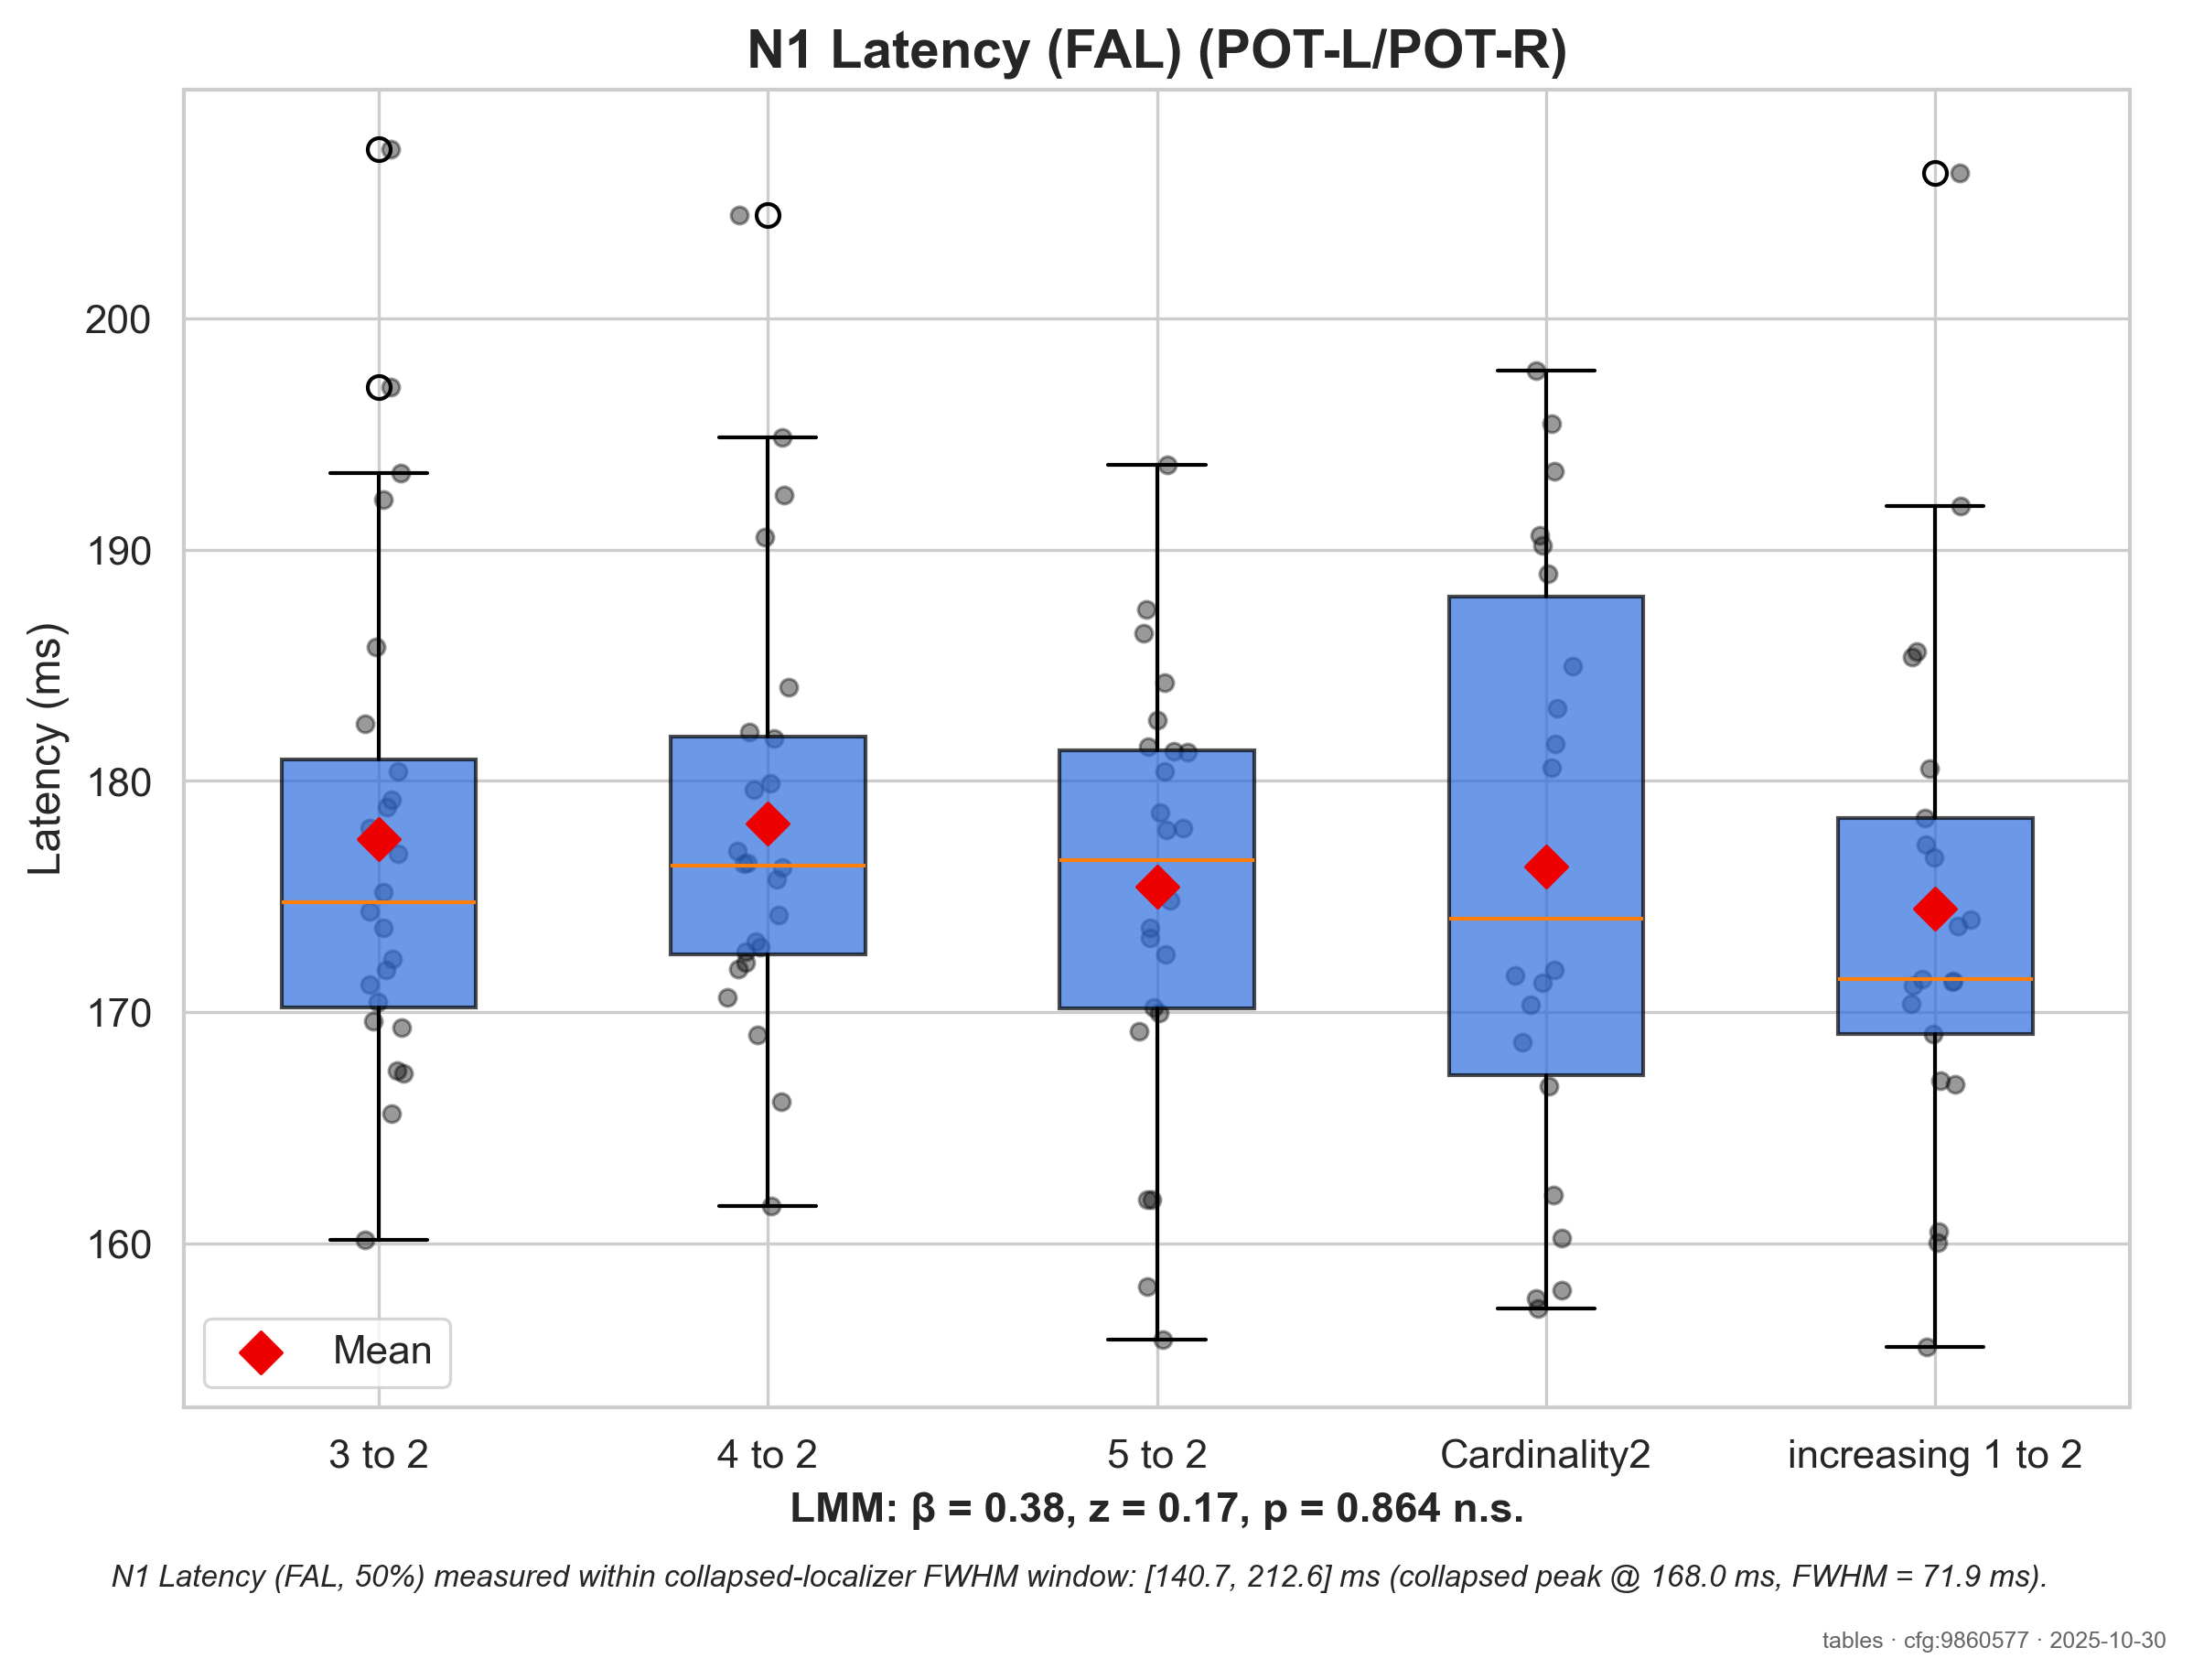 N1 Latency (FAL) (POT-L/POT-R)
Latency (ms)
200
190
180
170
160
Mean
3 to 2
4 to 2
5 to 2
Cardinality2
increasing 1 to 2
LMM: β = 0.38, z = 0.17, p = 0.864 n.s.
N1 Latency (FAL, 50%) measured within collapsed-localizer FWHM window: [140.7, 212.6] ms (collapsed peak @ 168.0 ms, FWHM = 71.9 ms).
tables · cfg:9860577 · 2025-10-30